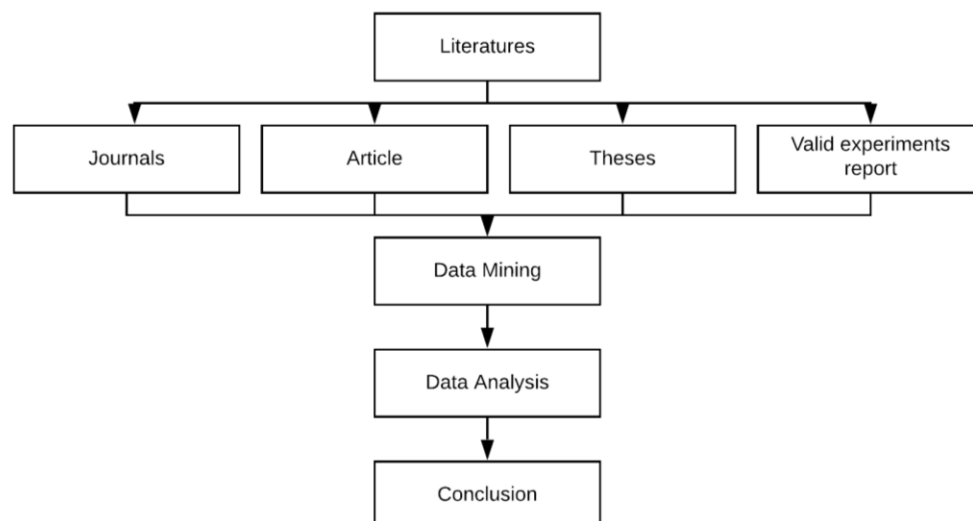 Literatures
Journals
Article
Theses
Valid experiments
report
Data Mining
Data Analysis
Conclusion